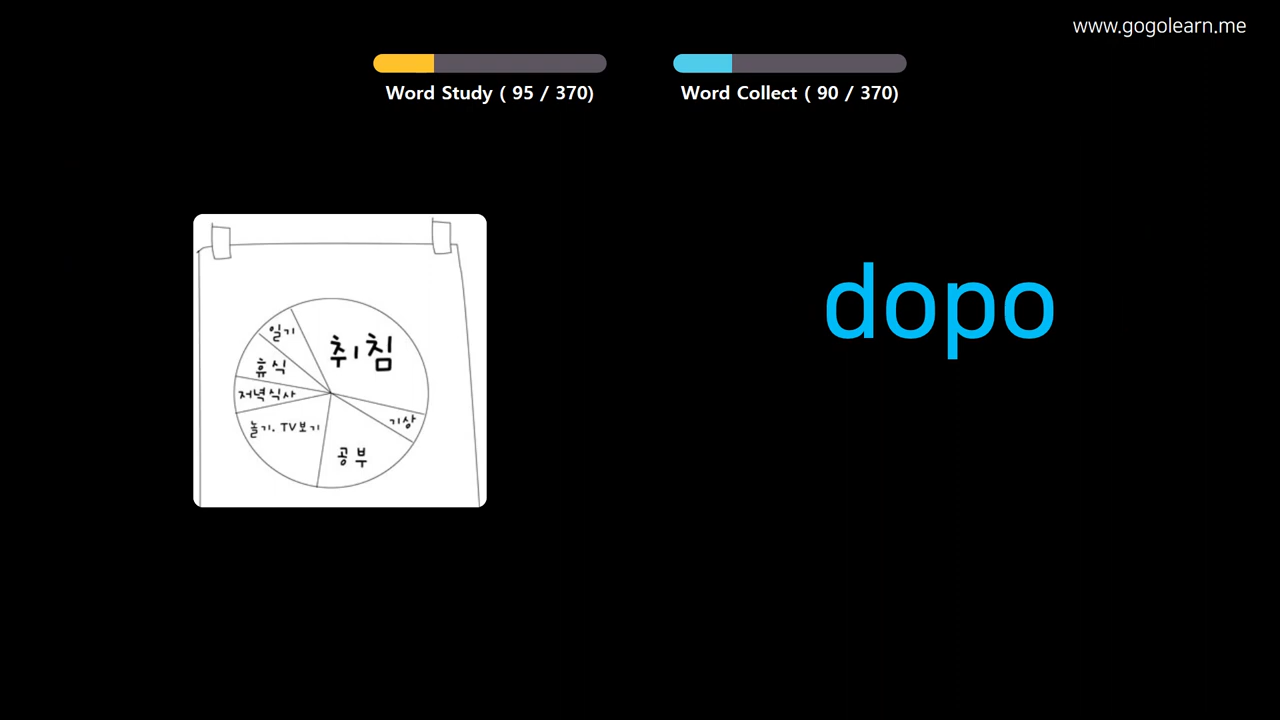 www.gogolearn.me
Word Study ( 95 / 370)
Word Collect ( 90 / 370)
dopo
일기
취침
휴식
저녁식사
기상
놀기. TV보기
공부